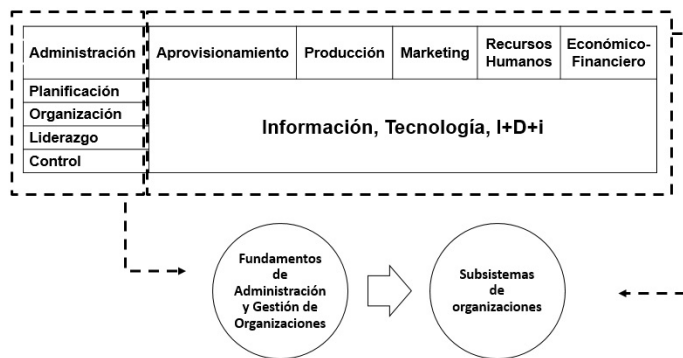 Administración
Aprovisionamiento
Producción
Marketing
Recursos
Humanos
Económico-
Financiero
Planificación
Organización
Liderazgo
Control
Información, Tecnología, I+D+i
Fundamentos
de
Administración
y Gestión de
Organizaciones
Subsistemas
de
organizaciones